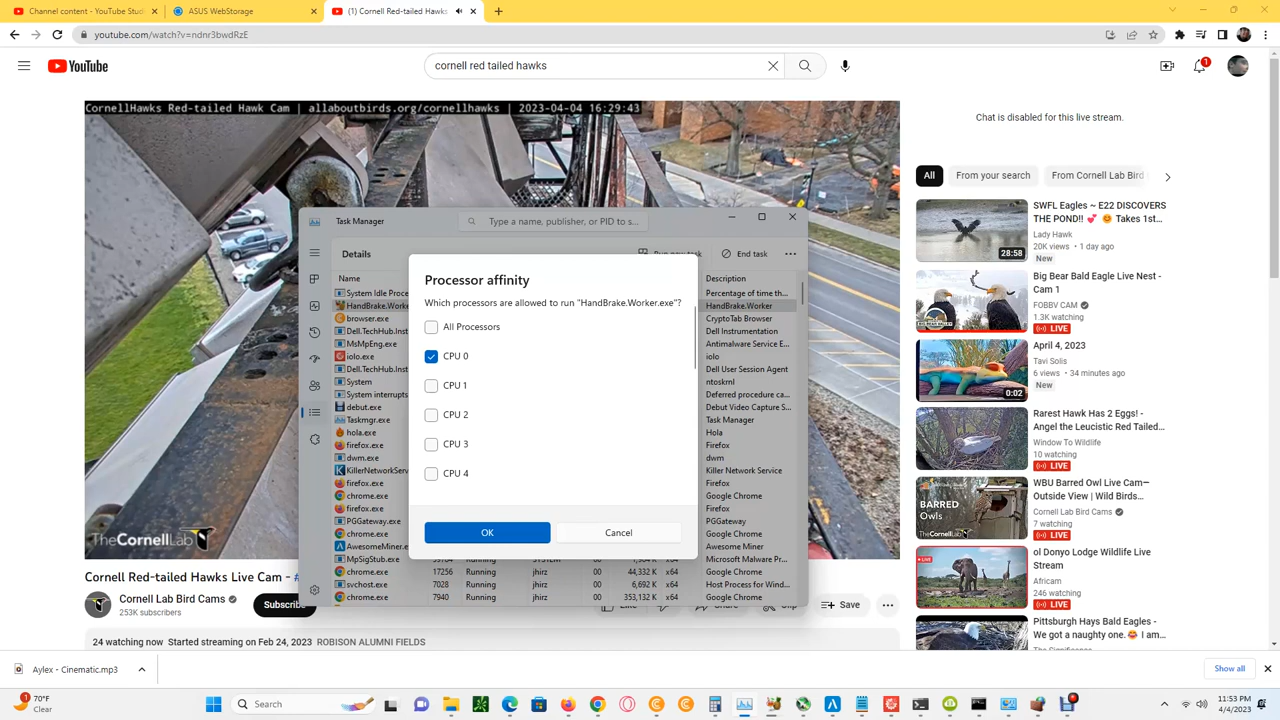 Channel content - YouTube Stud
ASUS WebStorage
(1) Cornell Red-tailed Hawks
youtube.com/watch?v=ndnr3bwdRzE
YouTube
cornell red tailed hawks
1
CornellHawks Red-tailed Hawk Cam | allaboutbirds.org/cornellhawks | 2023-04-04 16:29:43
TheCornellLab
Task Manager
Type a name, publisher, or PID to s...
Details
Run new task
End task
Name
Description
System Idle Proce
Percentage of time th...
HandBrake.Worke
HandBrake.Worker
browser.exe
CryptoTab Browser
Dell.TechHub.Inst
Dell Instrumentation
MsMpEng.exe
Antimalware Service E...
iolo.exe
iolo
Dell.TechHub.Inst
Dell User Session Agent
System
ntoskrnl
System interrupts
Deferred procedure ca...
debut.exe
Debut Video Capture S...
Taskmgr.exe
Task Manager
hola.exe
Hola
firefox.exe
Firefox
dwm.exe
dwm
KillerNetworkServ
Killer Network Service
firefox.exe
Firefox
chrome.exe
Google Chrome
firefox.exe
Firefox
PGGateway.exe
PGGateway
chrome.exe
Google Chrome
AwesomeMiner.e
Awesome Miner
MpSigStub.exe
Microsoft Malware Pr...
chrome.exe 17256 Running jhirz 00 44,332 K x64 Google Chrome
svchost.exe 7028 Running jhirz 00 6,692 K x64 Host Process for Wind...
chrome.exe 7940 Running jhirz 00 353,132 K x64 Google Chrome
Processor affinity
Which processors are allowed to run "HandBrake.Worker.exe"?
All Processors
CPU 0
CPU 1
CPU 2
CPU 3
CPU 4
OK
Cancel
Cornell Red-tailed Hawks Live Cam - #
Cornell Lab Bird Cams
253K subscribers
Subscribe
Save
24 watching now Started streaming on Feb 24, 2023 ROBISON ALUMNI FIELDS
Chat is disabled for this live stream.
All
From your search
From Cornell Lab Bird
SWFL Eagles ~ E22 DISCOVERS
THE POND!! 💕 😊 Takes 1st...
Lady Hawk
20K views • 1 day ago
New
28:58
Big Bear Bald Eagle Live Nest -
Cam 1
FOBBV CAM
1.3K watching
LIVE
April 4, 2023
Tavi Solis
6 views • 34 minutes ago
New
0:02
Rarest Hawk Has 2 Eggs! -
Angel the Leucistic Red Tailed...
Window To Wildlife
10 watching
LIVE
BARRED
Owls
TheCornellLab
WBU Barred Owl Live Cam—
Outside View | Wild Birds...
Cornell Lab Bird Cams
7 watching
LIVE
LIVE
ol Donyo Lodge Wildlife Live
Stream
Africam
246 watching
LIVE
Pittsburgh Hays Bald Eagles -
We got a naughty one.😂 I am...
Aylex - Cinematic.mp3
Show all
1
70°F
Clear
Search
11:53 PM
4/4/2023